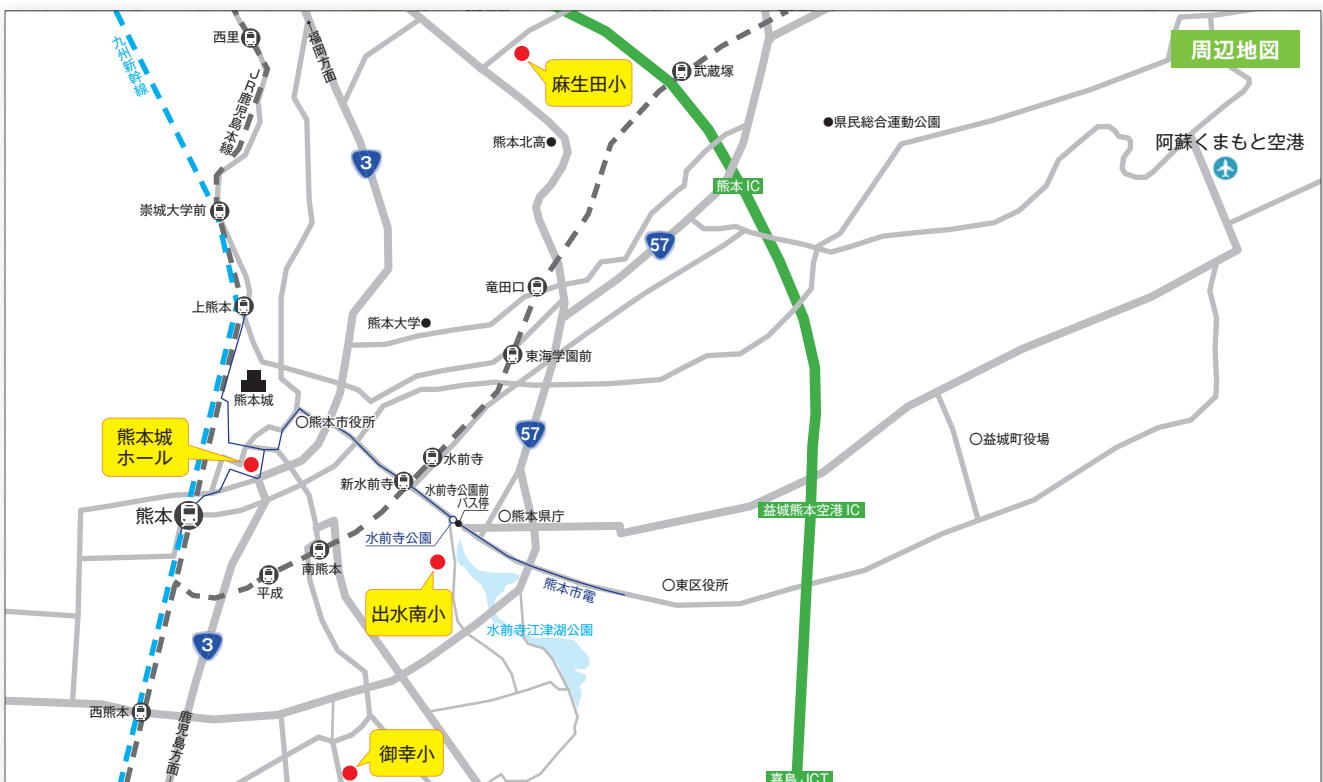 周辺地図
西里
九州新幹線
JR鹿児島本線
←福岡方面
麻生田小
武蔵塚
熊本北高
県民総合運動公園
阿蘇くまもと空港
3
熊本 IC
崇城大学前
57
竜田口
上熊本
熊本大学
東海学園前
熊本城
熊本市役所
57
益城町役場
熊本城
ホール
水前寺
新水前寺
水前寺公園前
バス停
熊本
熊本県庁
益城熊本空港 IC
水前寺公園
南熊本
平成
熊本市電
東区役所
出水南小
水前寺江津湖公園
3
西熊本
鹿児島方面
御幸小
嘉島 JCT